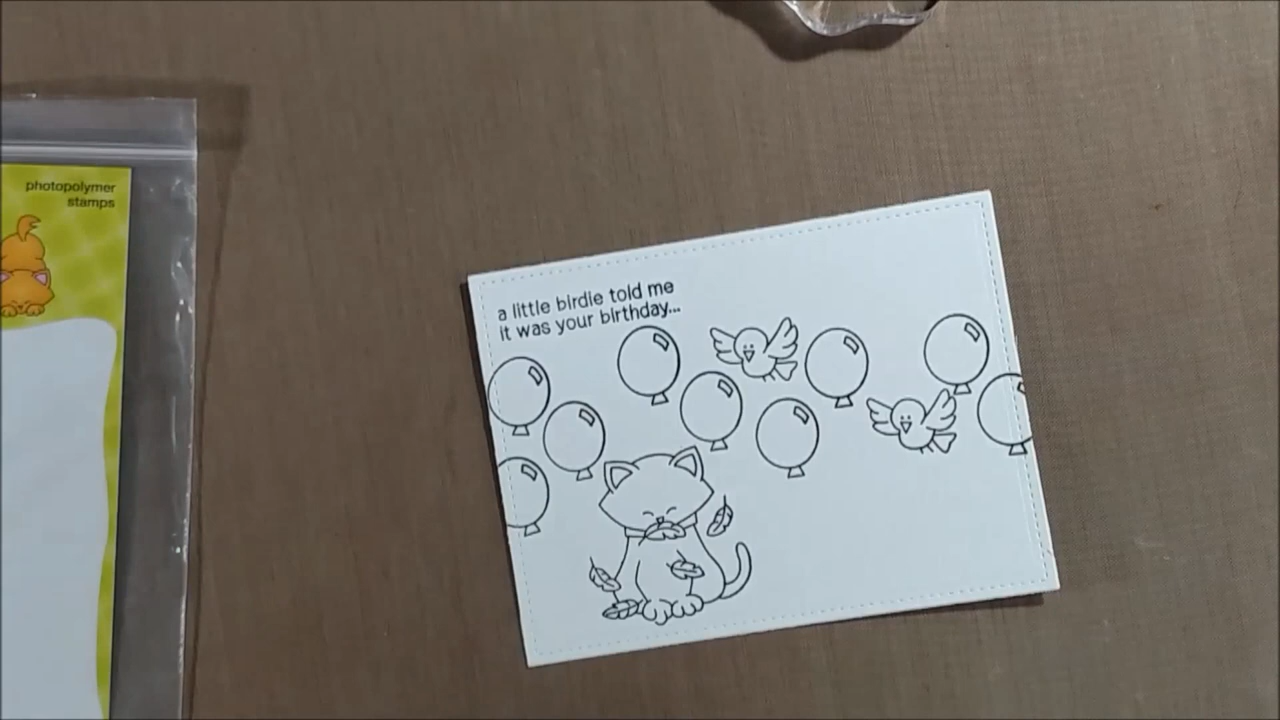 photopolymer
stamps
a little birdie told me
it was your birthday...